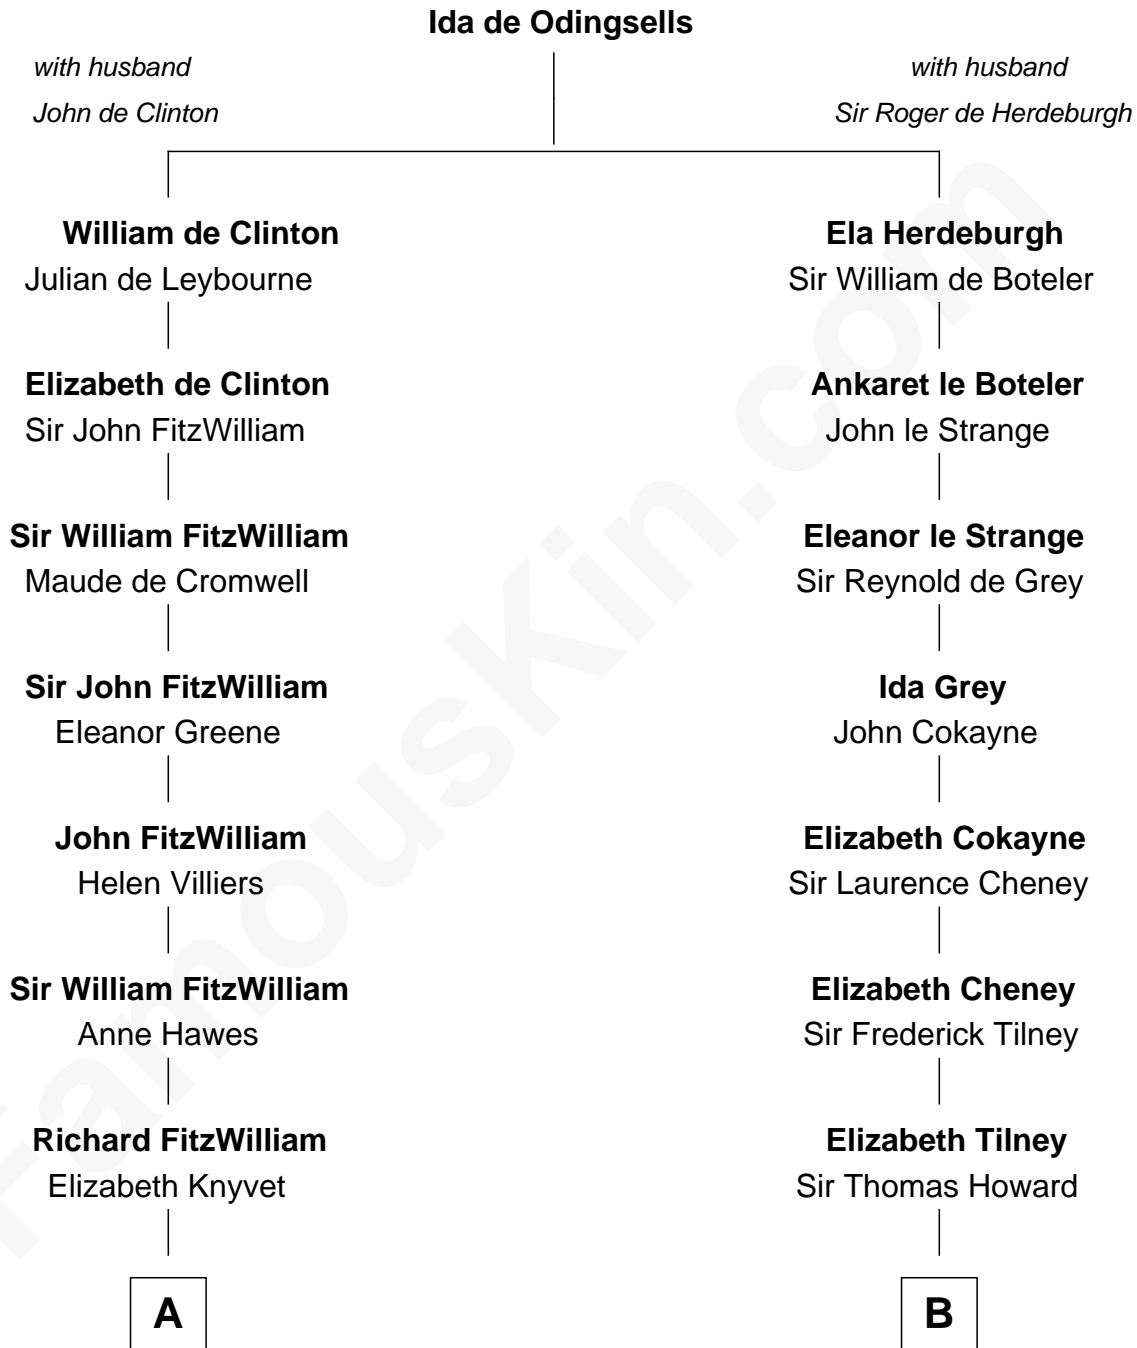 Ida de Odingsells
with husband
John de Clinton
with husband
Sir Roger de Herdeburgh
William de Clinton
Julian de Leybourne
Ela Herdeburgh
Sir William de Boteler
Elizabeth de Clinton
Sir John FitzWilliam
Ankaret le Boteler
John le Strange
Sir William FitzWilliam
Maude de Cromwell
Eleanor le Strange
Sir Reynold de Grey
Sir John FitzWilliam
Eleanor Greene
Ida Grey
John Cokayne
John FitzWilliam
Helen Villiers
Elizabeth Cokayne
Sir Laurence Cheney
Sir William FitzWilliam
Anne Hawes
Elizabeth Cheney
Sir Frederick Tilney
Richard FitzWilliam
Elizabeth Knyvet
Elizabeth Tilney
Sir Thomas Howard
A
B
FamousKin.com